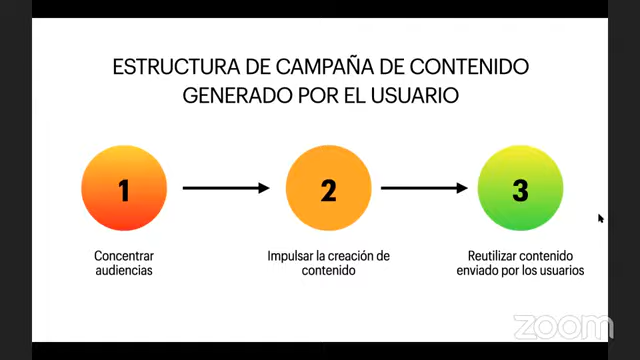 ESTRUCTURA DE CAMPAÑA DE CONTENIDO
GENERADO POR EL USUARIO
1
2
3
Concentrar
audiencias
Impulsar la creación de
contenido
Reutilizar contenido
enviado por los usuarios
zoom